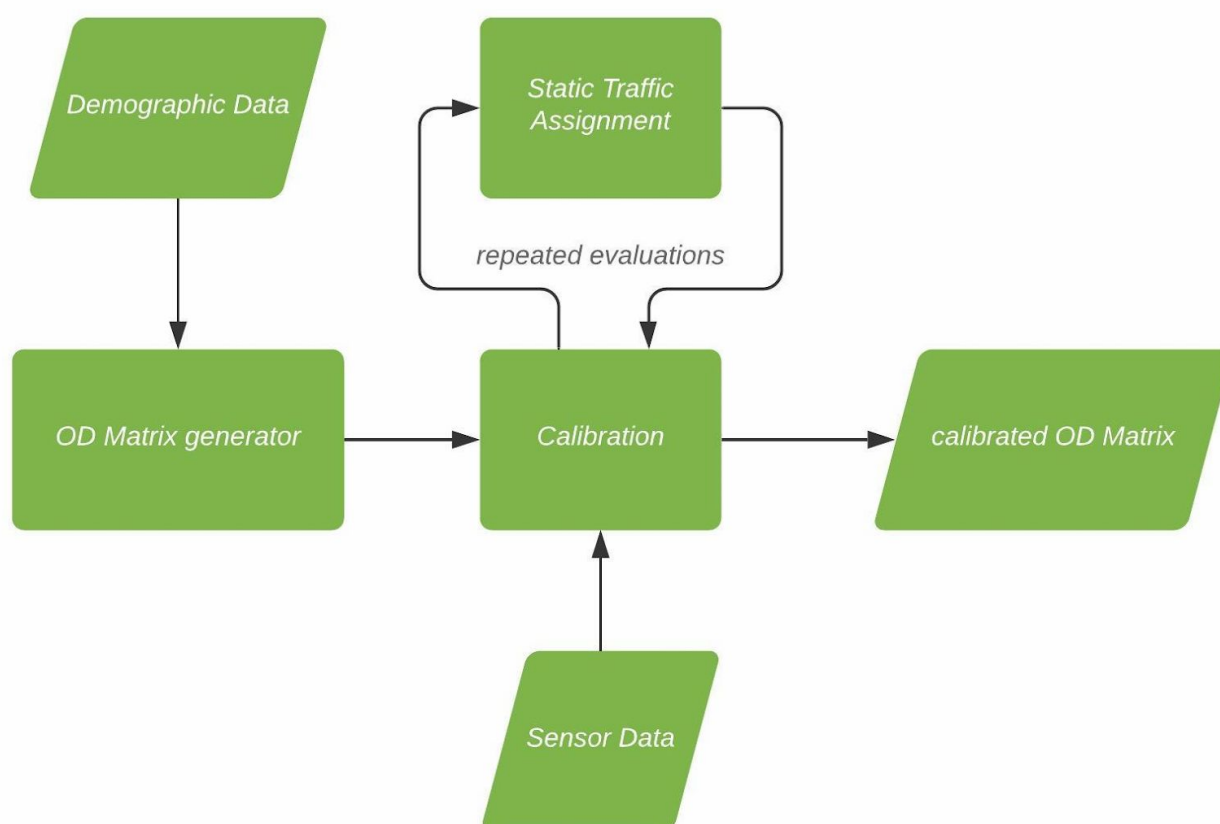 Demographic Data
Static Traffic
Assignment
repeated evaluations
OD Matrix generator
Calibration
calibrated OD Matrix
Sensor Data